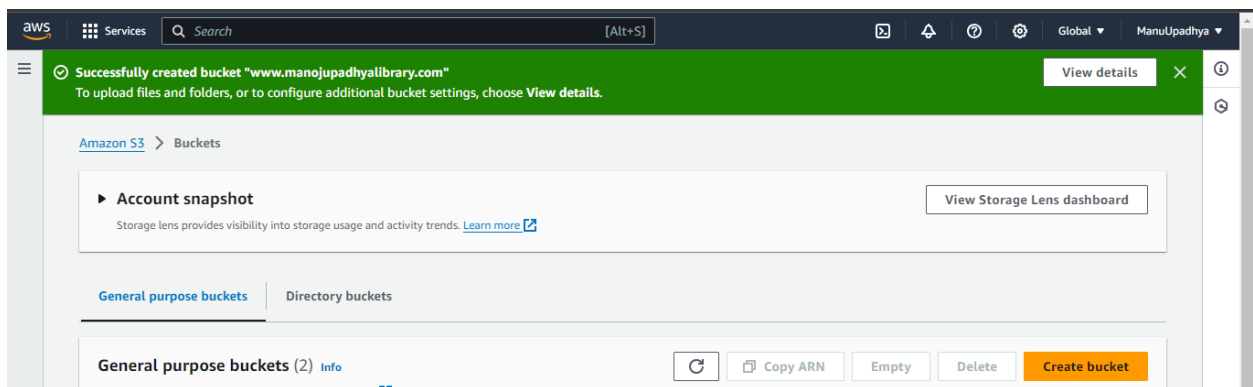 aws Services Search [Alt+S] Global ManuUpadhya
Successfully created bucket "www.manojupadhyalibrary.com" View details
To upload files and folders, or to configure additional bucket settings, choose View details.
Amazon S3 > Buckets
Account snapshot View Storage Lens dashboard
Storage lens provides visibility into storage usage and activity trends. Learn more
General purpose buckets Directory buckets
General purpose buckets (2) Info Copy ARN Empty Delete Create bucket